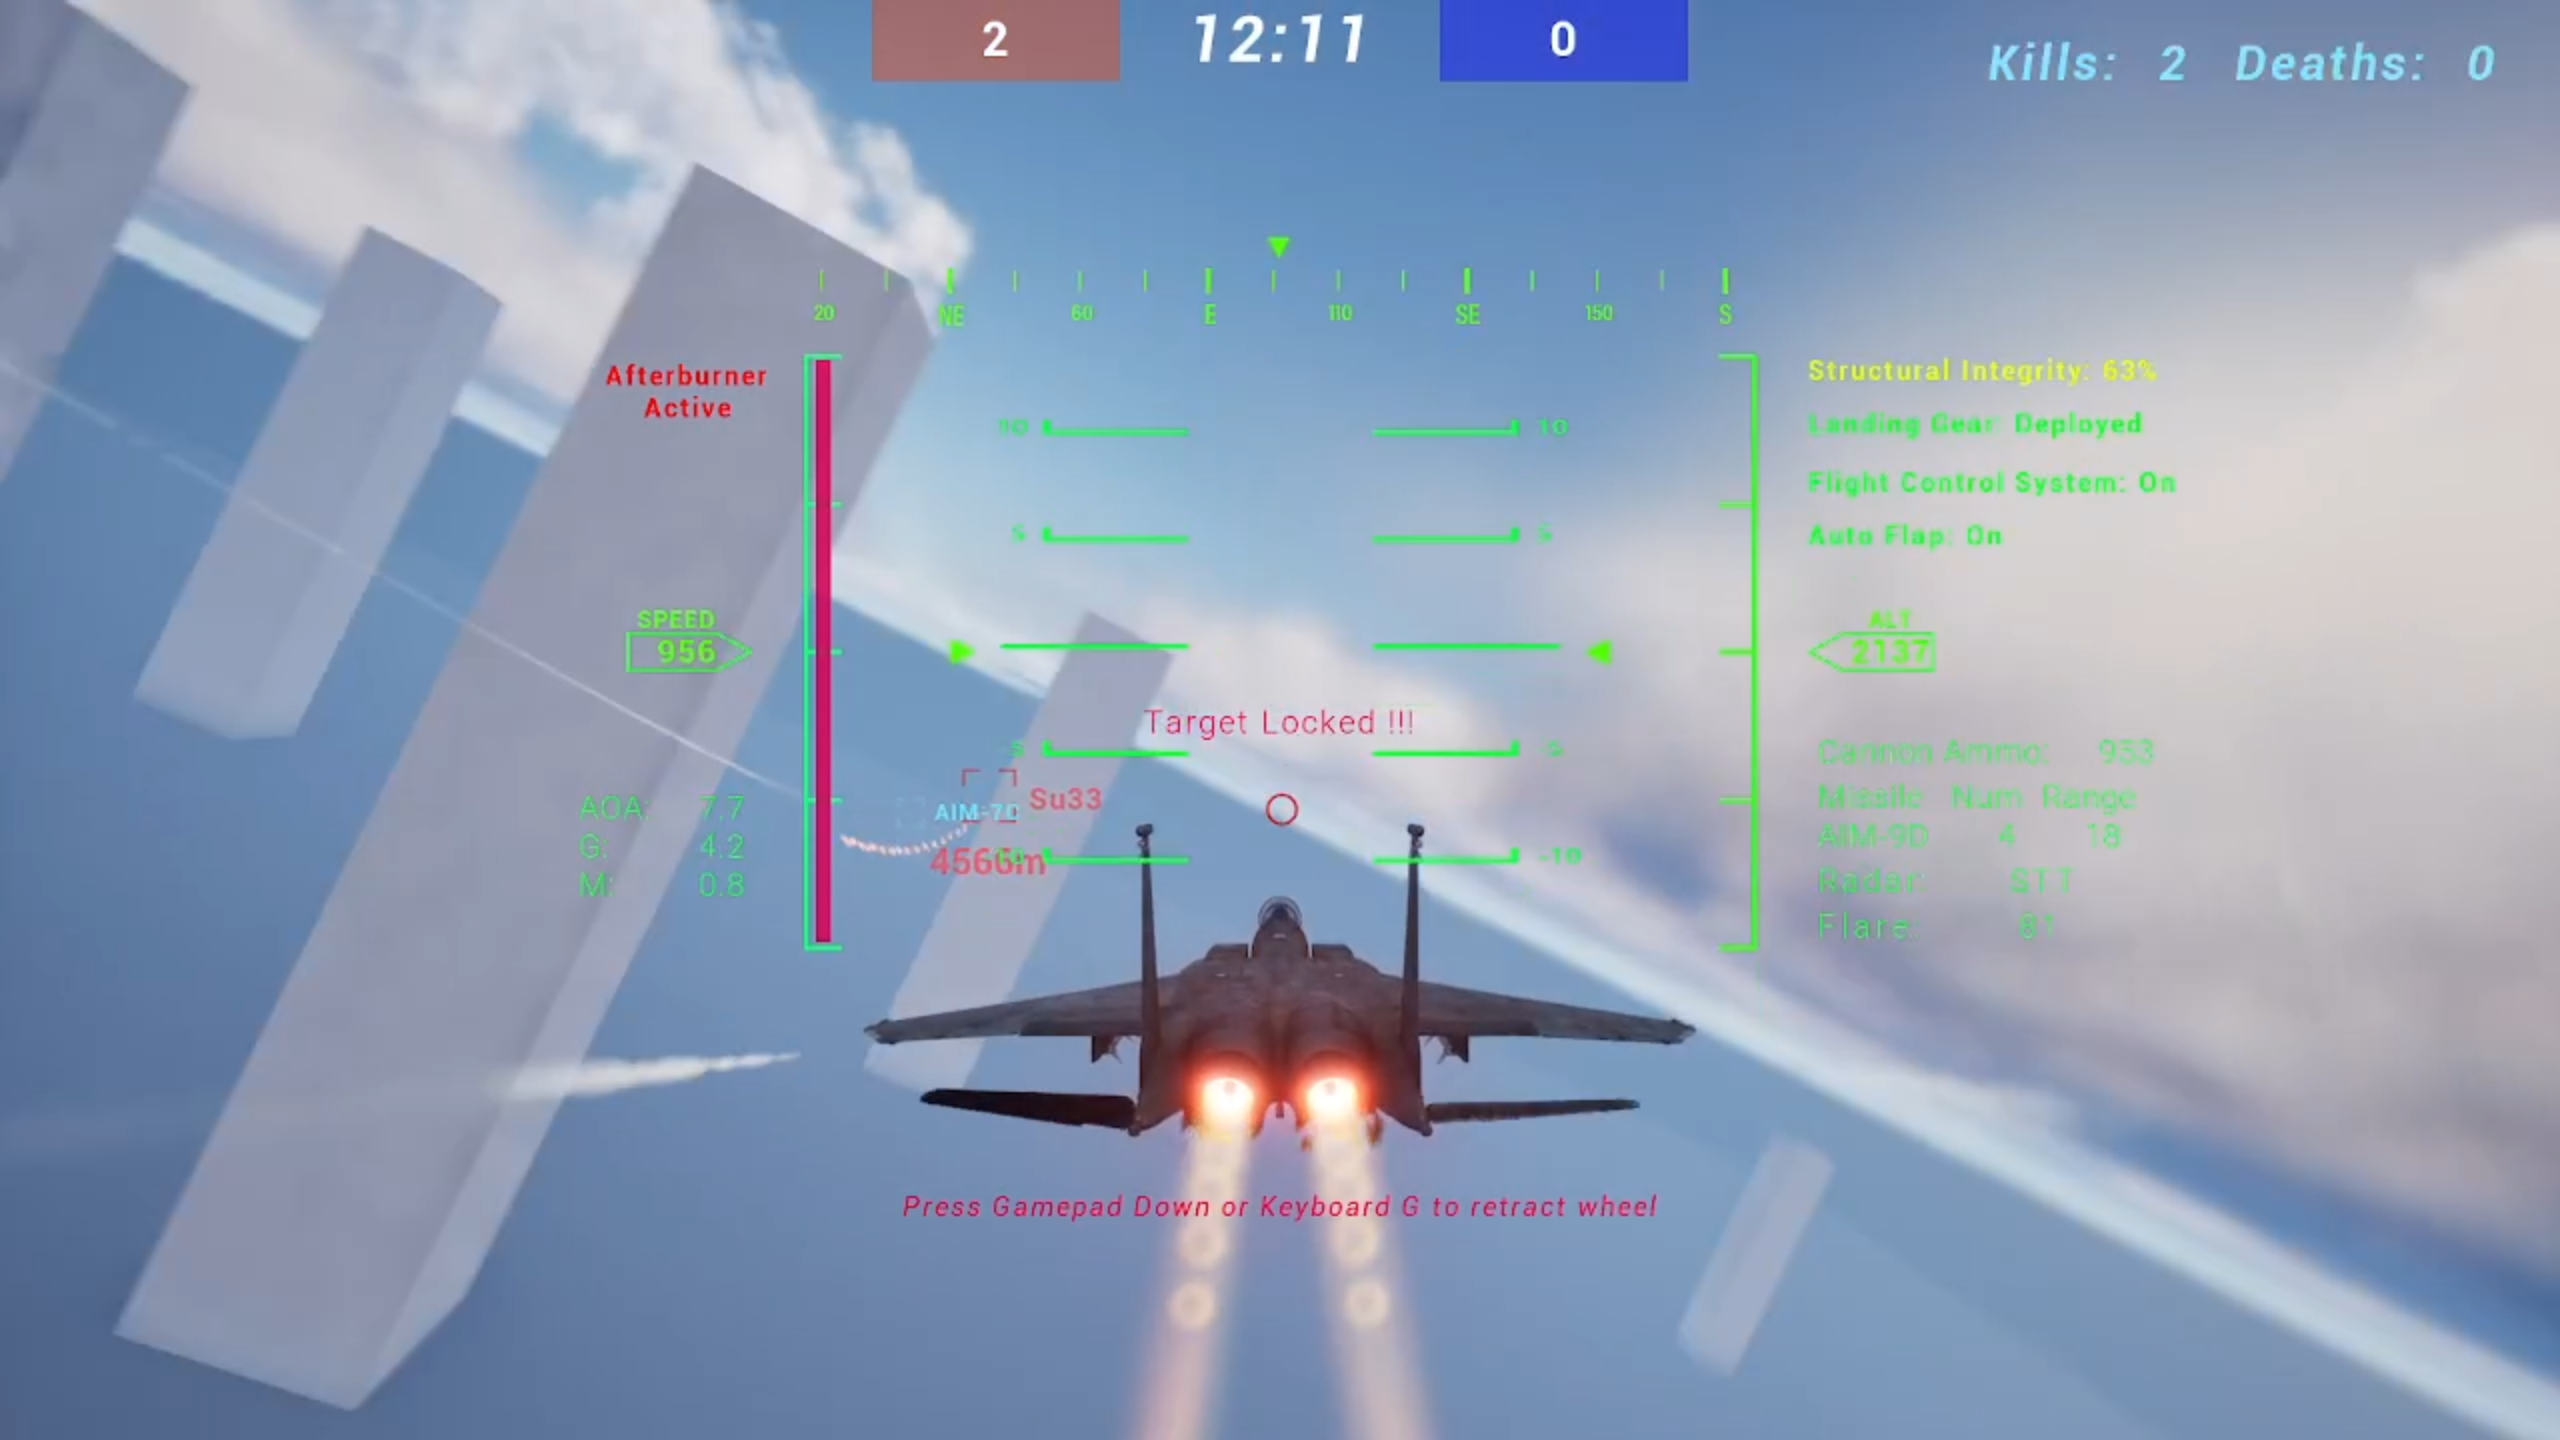 2 12:11 0
Kills: 2 Deaths: 0
20 NE 60 E 110 SE 150 S
Afterburner
Active
Structural Integrity: 63%
Landing Gear: Deployed
Flight Control System: On
Auto Flap: On
10 10
5 5
SPEED
956
ALT
2137
Target Locked !!!
-5 -5
Su33
4566m
-10
AOA: 7.7
G: 4.2
M: 0.8
Cannon Ammo: 953
Missile Num Range
AIM-9D 4 18
Radar: STT
Flare: 81
Press Gamepad Down or Keyboard G to retract wheel